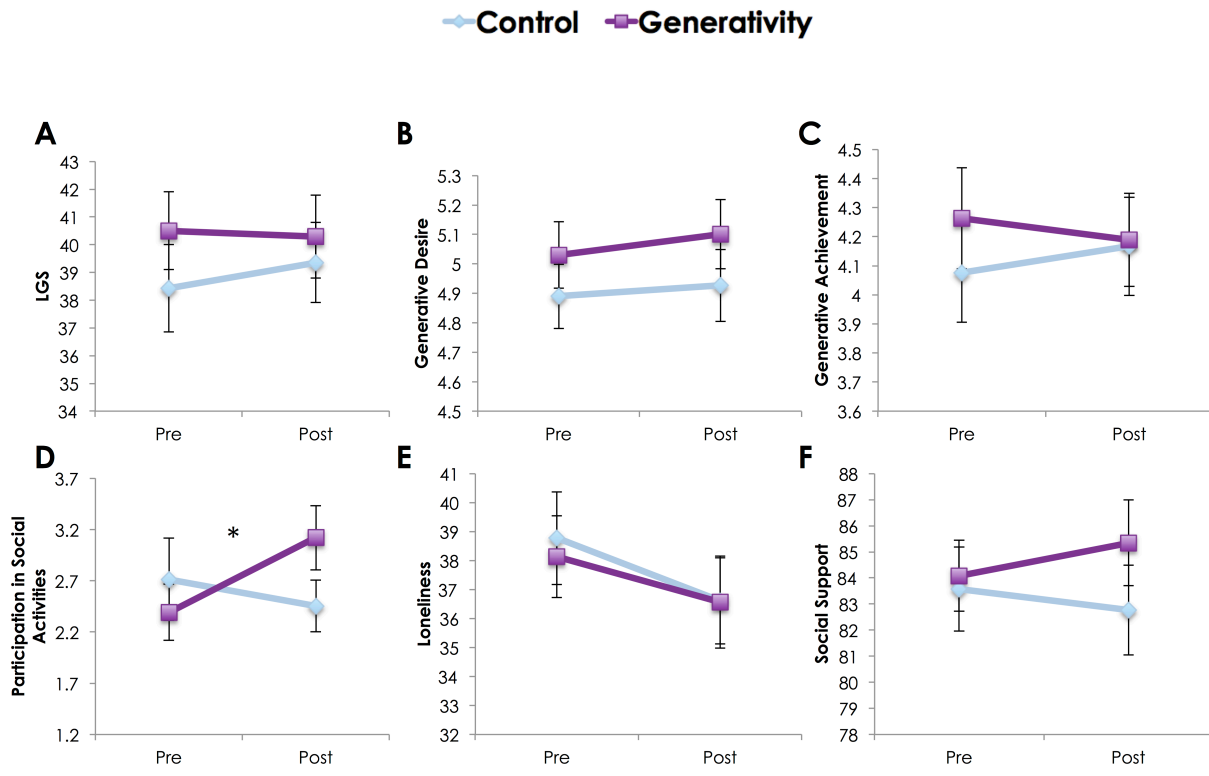 Control Generativity
A
LGS
43
42
41
40
39
38
37
36
35
34
Pre Post
B
Generative Desire
5.3
5.2
5.1
5
4.9
4.8
4.7
4.6
4.5
Pre Post
C
Generative Achievement
4.5
4.4
4.3
4.2
4.1
4
3.9
3.8
3.7
3.6
Pre Post
D
Participation in Social
Activities
3.7
3.2
2.7
2.2
1.7
1.2
*
Pre Post
E
Loneliness
41
40
39
38
37
36
35
34
33
32
Pre Post
F
Social Support
88
87
86
85
84
83
82
81
80
79
78
Pre Post